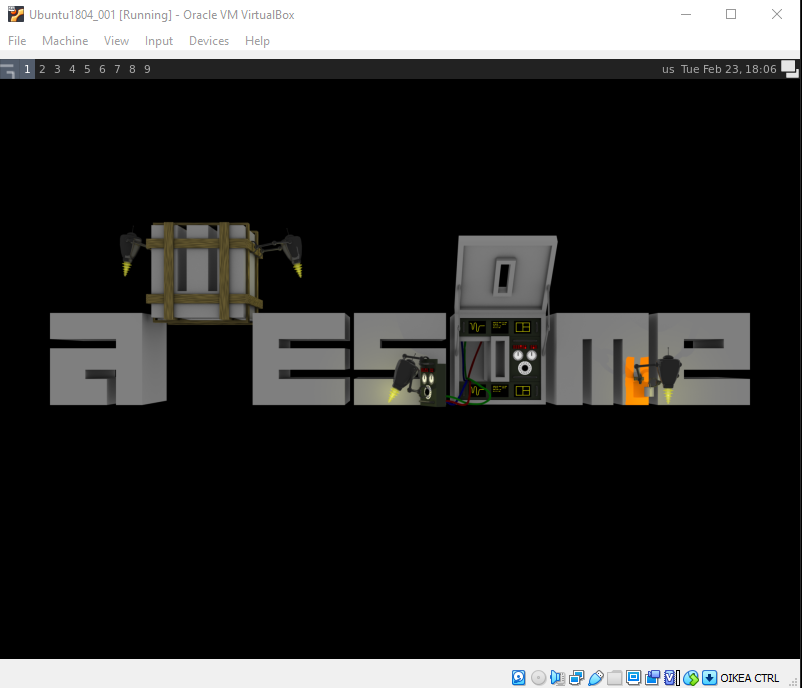 Ubuntu1804_001 [Running] - Oracle VM VirtualBox
File Machine View Input Devices Help
1 2 3 4 5 6 7 8 9 us Tue Feb 23, 18:06
awesome
OIKEA CTRL